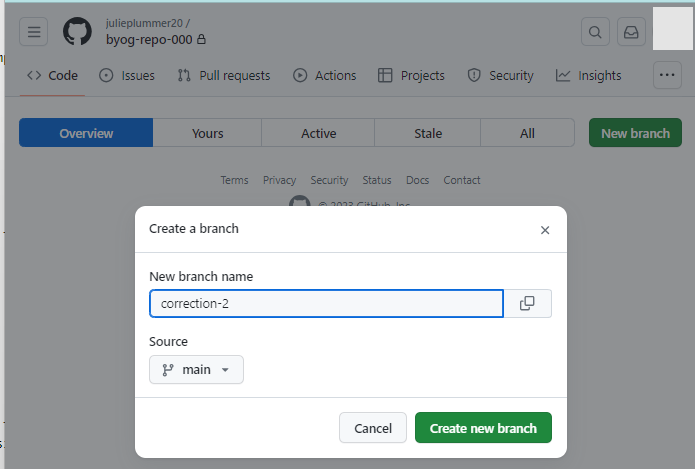 julieplummer20 /
byog-repo-000
Code Issues Pull requests Actions Projects Security Insights
Overview Yours Active Stale All New branch
Terms Privacy Security Status Docs Contact
© 2023 GitHub, Inc.
Create a branch
New branch name
correction-2
Source
main
Cancel Create new branch